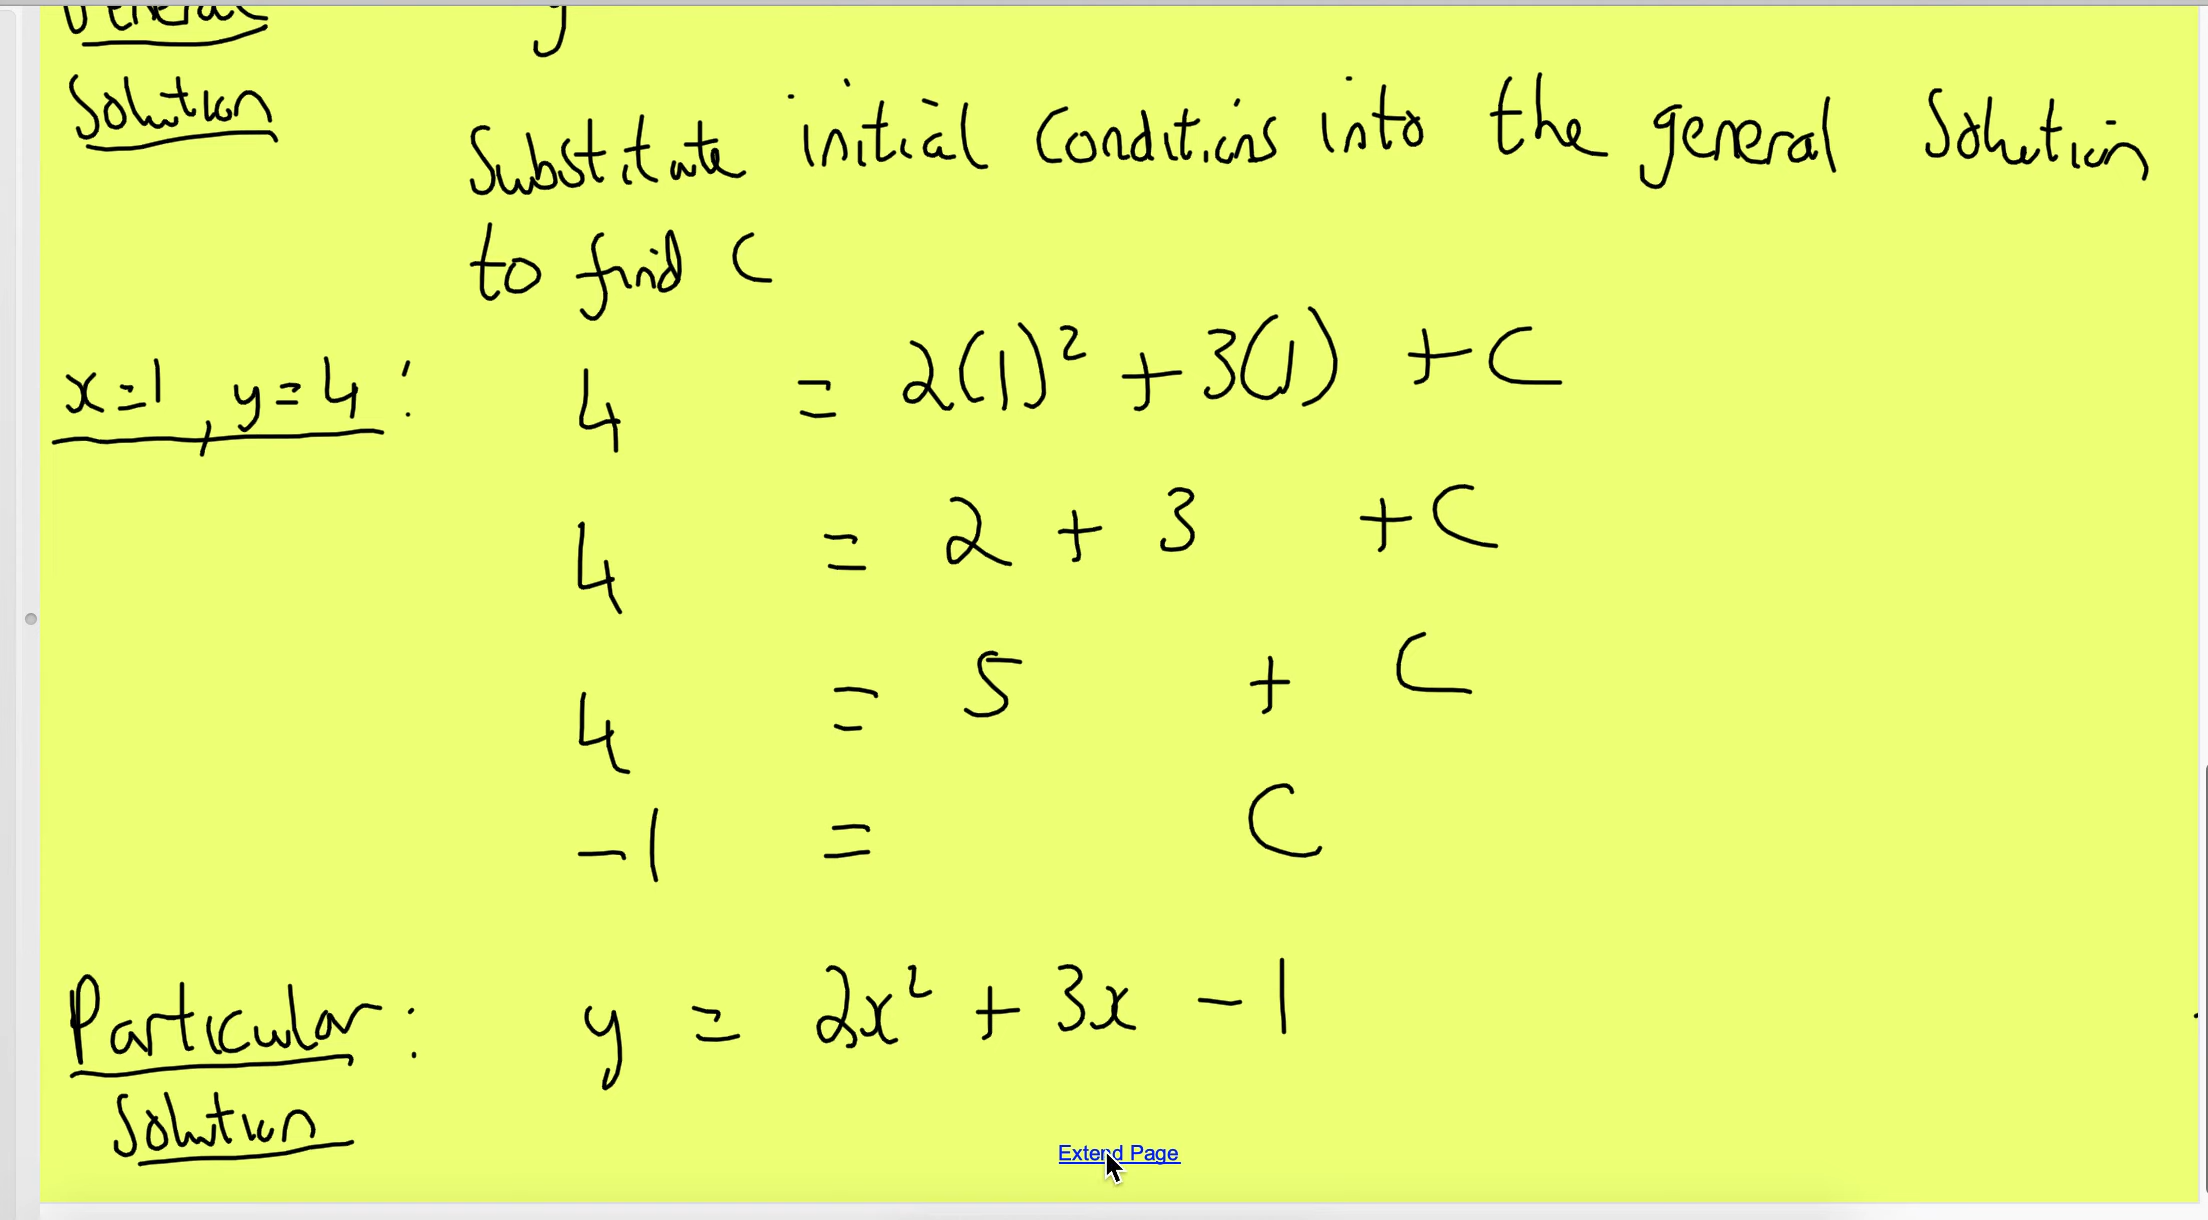 General
Solution
y
Substitute initial conditions into the general solution
to find C
x=1, y=4 :
4 = 2(1)² + 3(1) + C
4 = 2 + 3 + C
4 = 5 + C
-1 = C
Particular :
Solution
y = 2x² + 3x - 1
Extend Page